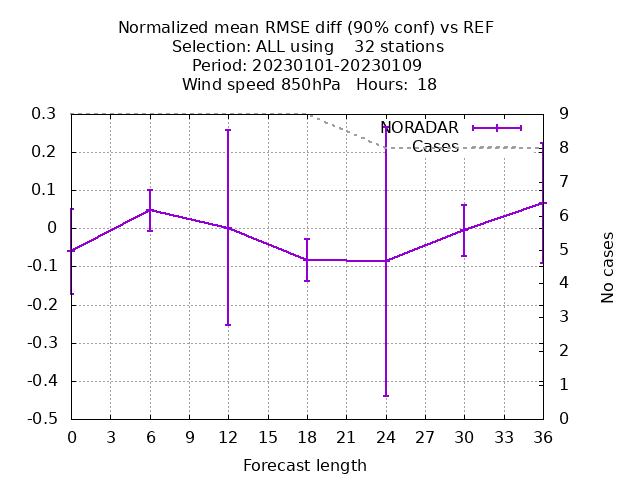 Normalized mean RMSE diff (90% conf) vs REF
Selection: ALL using    32 stations
Period: 20230101-20230109
Wind speed 850hPa   Hours:  18
NORADAR
Cases
0.3
0.2
0.1
0
-0.1
-0.2
-0.3
-0.4
-0.5
9
8
7
6
5
4
3
2
1
0
No cases
0 3 6 9 12 15 18 21 24 27 30 33 36
Forecast length